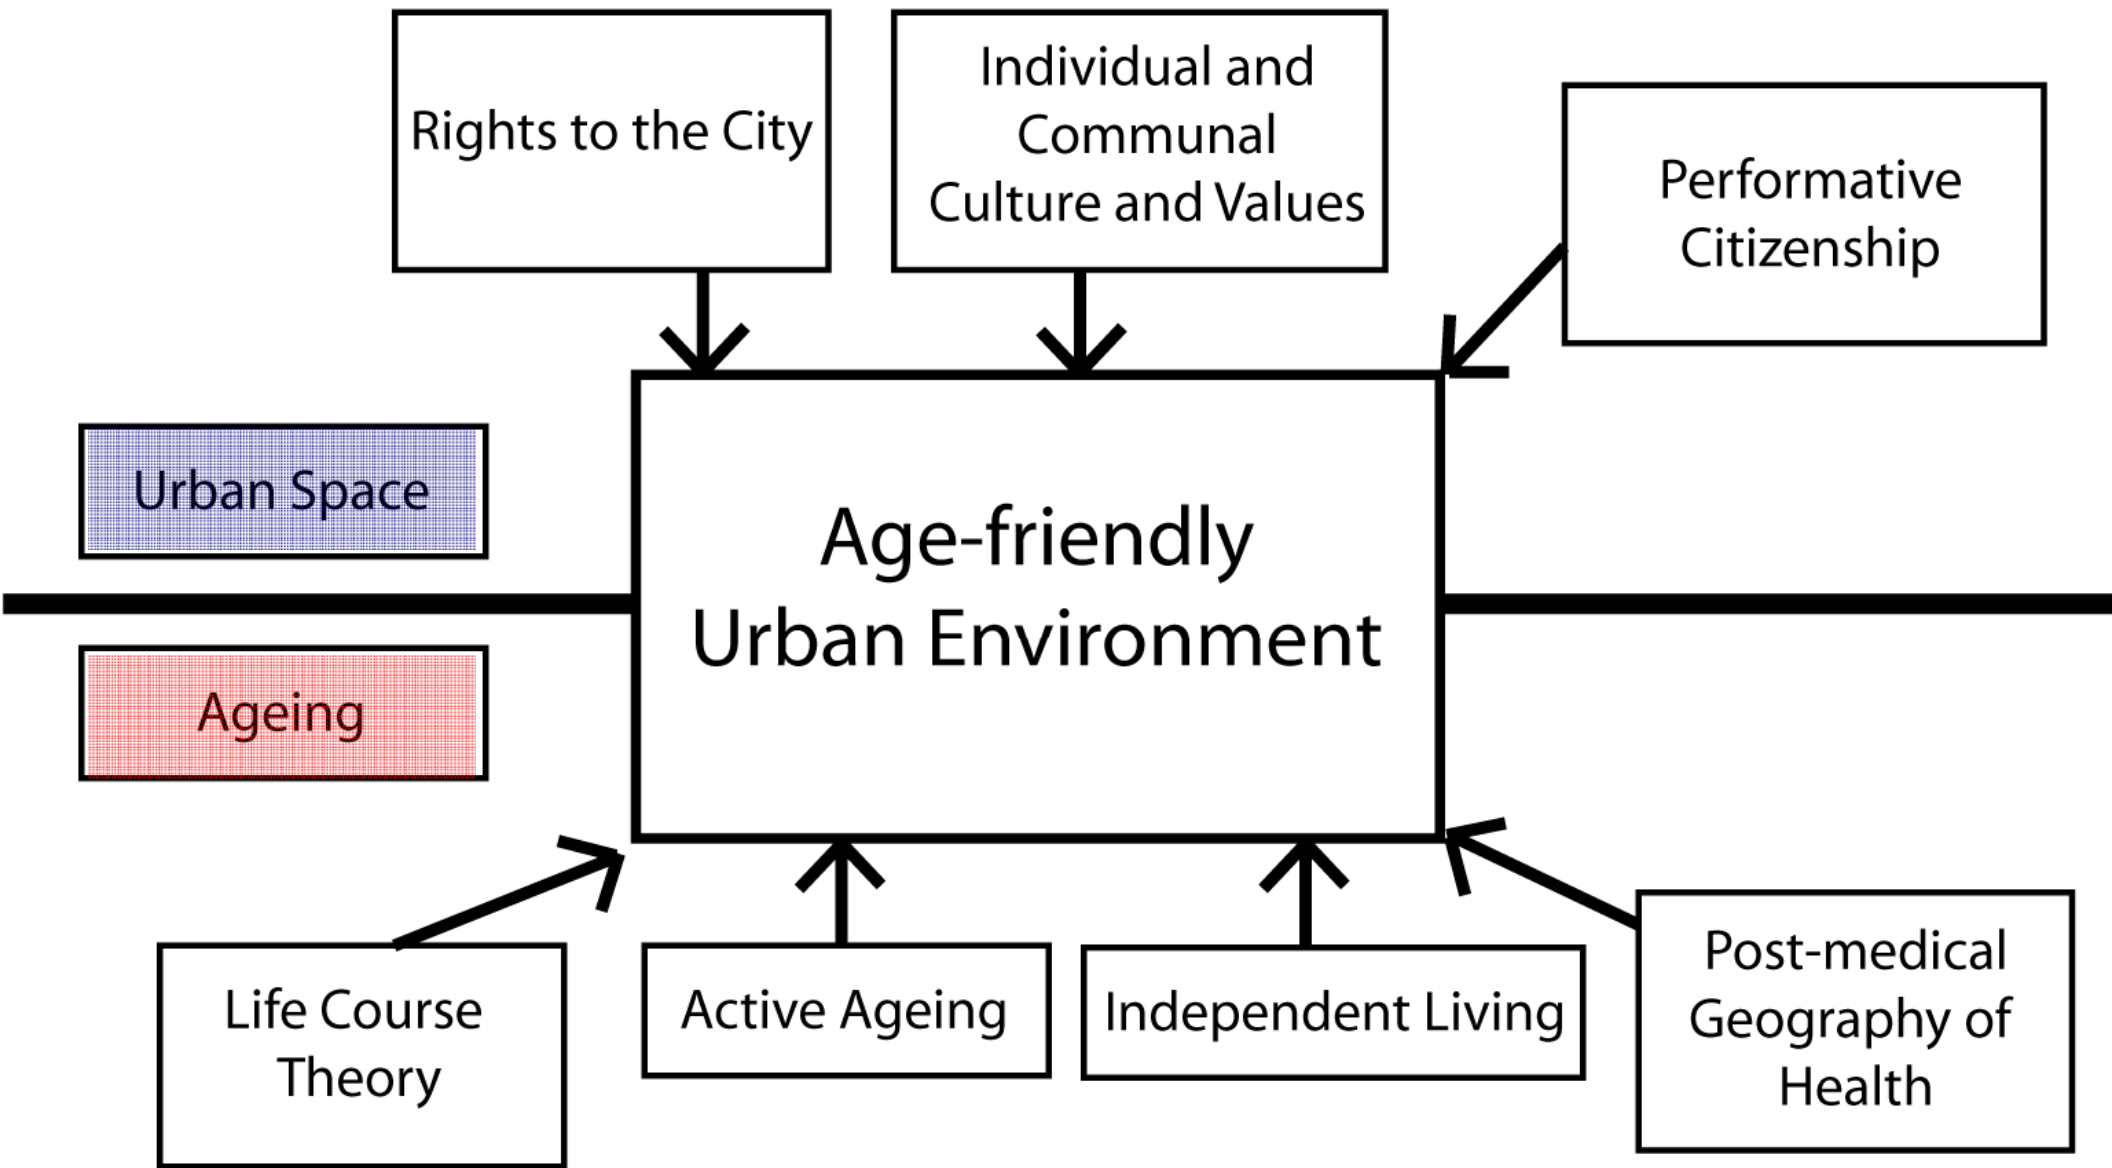 Rights to the City
Individual and
Communal
Culture and Values
Performative
Citizenship
Urban Space
Age-friendly
Urban Environment
Ageing
Life Course
Theory
Active Ageing
Independent Living
Post-medical
Geography of
Health